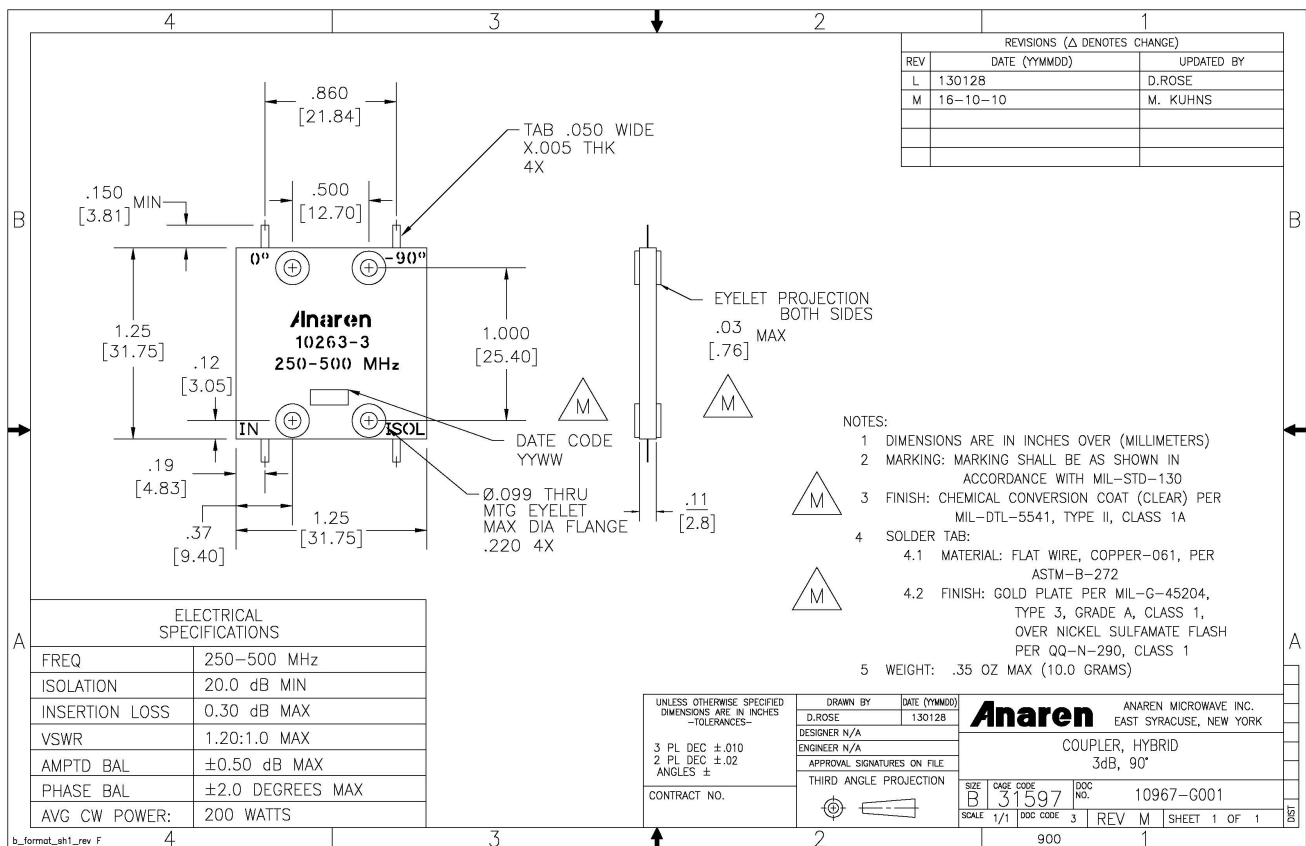 4 3 2 1
REVISIONS (△ DENOTES CHANGE)
REV DATE (YYMMDD) UPDATED BY
L 130128 D.ROSE
M 16-10-10 M. KUHNS
B
B
.860
[21.84]
TAB .050 WIDE
X.005 THK
4X
.150 MIN
[3.81]
.500
[12.70]
0° -90°
EYELET PROJECTION
BOTH SIDES
.03 MAX
[.76]
Anaren
10263-3
250-500 MHz
1.25
[31.75]
1.000
[25.40]
.12
[3.05]
M
M
IN ISOL
DATE CODE
YYWW
.19
[4.83]
Ø.099 THRU
MTG EYELET
MAX DIA FLANGE
.220 4X
.11
[2.8]
.37
[9.40]
1.25
[31.75]
NOTES:
1 DIMENSIONS ARE IN INCHES OVER (MILLIMETERS)
2 MARKING: MARKING SHALL BE AS SHOWN IN
ACCORDANCE WITH MIL-STD-130
M
3 FINISH: CHEMICAL CONVERSION COAT (CLEAR) PER
MIL-DTL-5541, TYPE II, CLASS 1A
4 SOLDER TAB:
4.1 MATERIAL: FLAT WIRE, COPPER-061, PER
ASTM-B-272
M
4.2 FINISH: GOLD PLATE PER MIL-G-45204,
TYPE 3, GRADE A, CLASS 1,
OVER NICKEL SULFAMATE FLASH
PER QQ-N-290, CLASS 1
5 WEIGHT: .35 OZ MAX (10.0 GRAMS)
A
A
ELECTRICAL
SPECIFICATIONS
FREQ 250-500 MHz
ISOLATION 20.0 dB MIN
INSERTION LOSS 0.30 dB MAX
VSWR 1.20:1.0 MAX
AMPTD BAL ±0.50 dB MAX
PHASE BAL ±2.0 DEGREES MAX
AVG CW POWER: 200 WATTS
UNLESS OTHERWISE SPECIFIED
DIMENSIONS ARE IN INCHES
-TOLERANCES-
3 PL DEC ±.010
2 PL DEC ±.02
ANGLES ±
CONTRACT NO.
DRAWN BY DATE (YYMMDD)
D.ROSE 130128
DESIGNER N/A
ENGINEER N/A
APPROVAL SIGNATURES ON FILE
THIRD ANGLE PROJECTION
Anaren
ANAREN MICROWAVE INC.
EAST SYRACUSE, NEW YORK
COUPLER, HYBRID
3dB, 90°
SIZE B CAGE CODE 31597 DOC NO. 10967-G001
SCALE 1/1 DOC CODE 3 REV M SHEET 1 OF 1
DIST
b_format_sh1_rev F
4 3 2 900 1